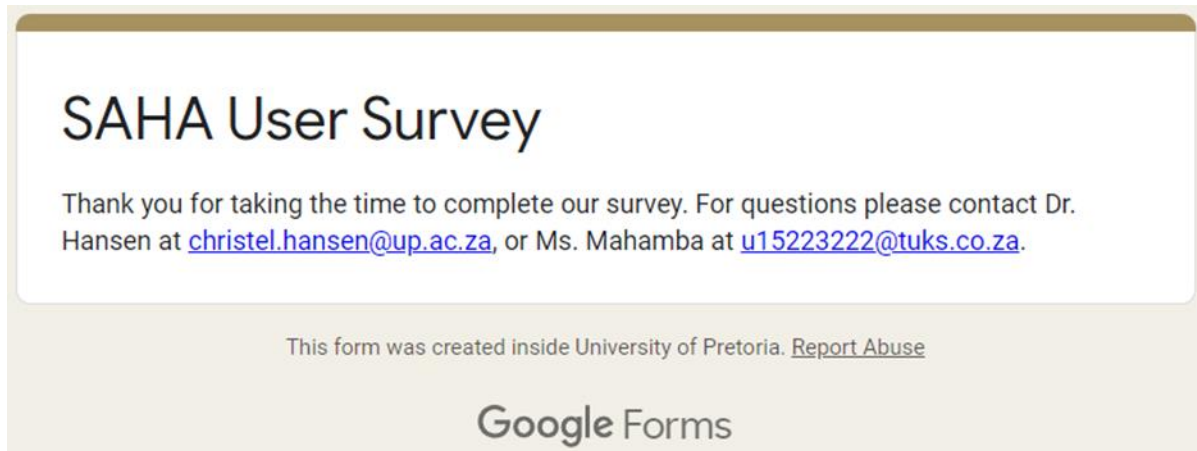 SAHA User Survey
Thank you for taking the time to complete our survey. For questions please contact Dr.
Hansen at christel.hansen@up.ac.za, or Ms. Mahamba at u15223222@tuks.co.za.
This form was created inside University of Pretoria. Report Abuse
Google Forms